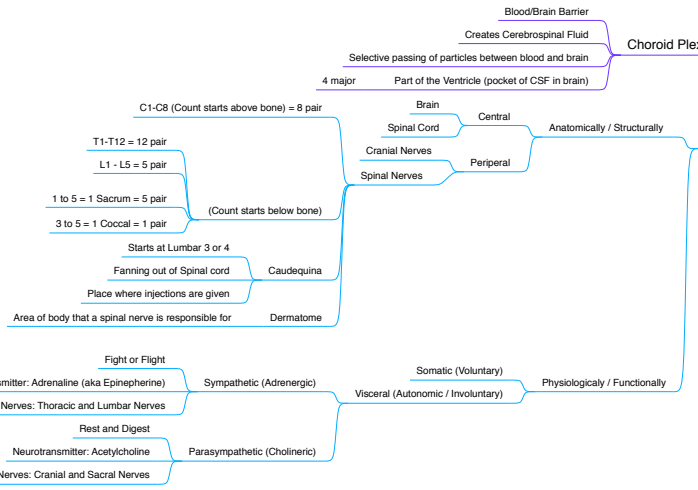 Blood/Brain Barrier
Creates Cerebrospinal Fluid
Choroid
Selective passing of particles between blood and brain
4 major Part of the Ventricle (pocket of CSF in brain)
C1-C8 (Count starts above bone) = 8 pair
Brain
Central
Spinal Cord
Anatomically / Structurally
T1-T12 = 12 pair
Cranial Nerves
L1 - L5 = 5 pair
Periperal
Spinal Nerves
1 to 5 = 1 Sacrum = 5 pair
(Count starts below bone)
3 to 5 = 1 Coccal = 1 pair
Starts at Lumbar 3 or 4
Fanning out of Spinal cord
Caudequina
Place where injections are given
Area of body that a spinal nerve is responsible for Dermatome
Fight or Flight
Somatic (Voluntary)
Adrenaline (aka Epinepherine)
Sympathetic (Adrenergic)
Physiologicaly / Functionally
Visceral (Autonomic / Involuntary)
Nerves: Thoracic and Lumbar Nerves
Rest and Digest
Neurotransmitter: Acetylcholine
Parasympathetic (Cholineric)
Nerves: Cranial and Sacral Nerves